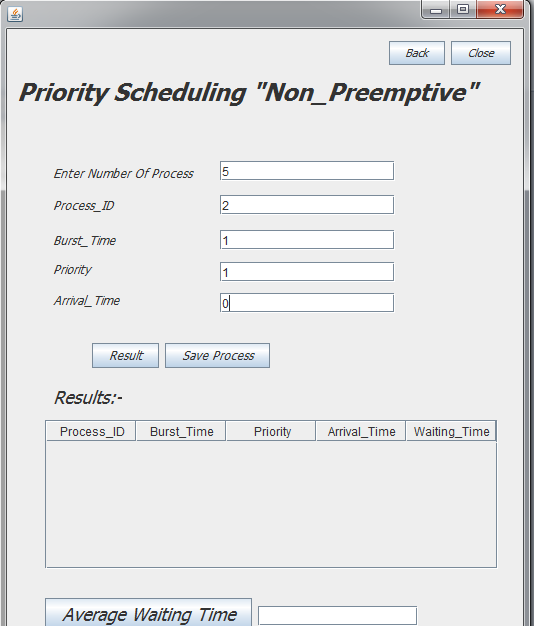 Back Close
Priority Scheduling "Non_Preemptive"
Enter Number Of Process 5
Process_ID 2
Burst_Time 1
Priority 1
Arrival_Time 0
Result Save Process
Results:-
Process_ID Burst_Time Priority Arrival_Time Waiting_Time
Average Waiting Time